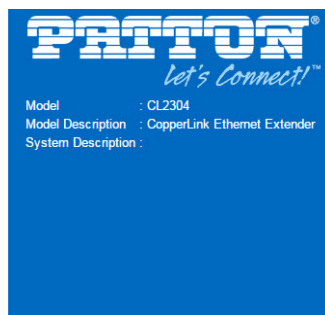 PATTON®
Let's Connect!™
Model : CL2304
Model Description : CopperLink Ethernet Extender
System Description :